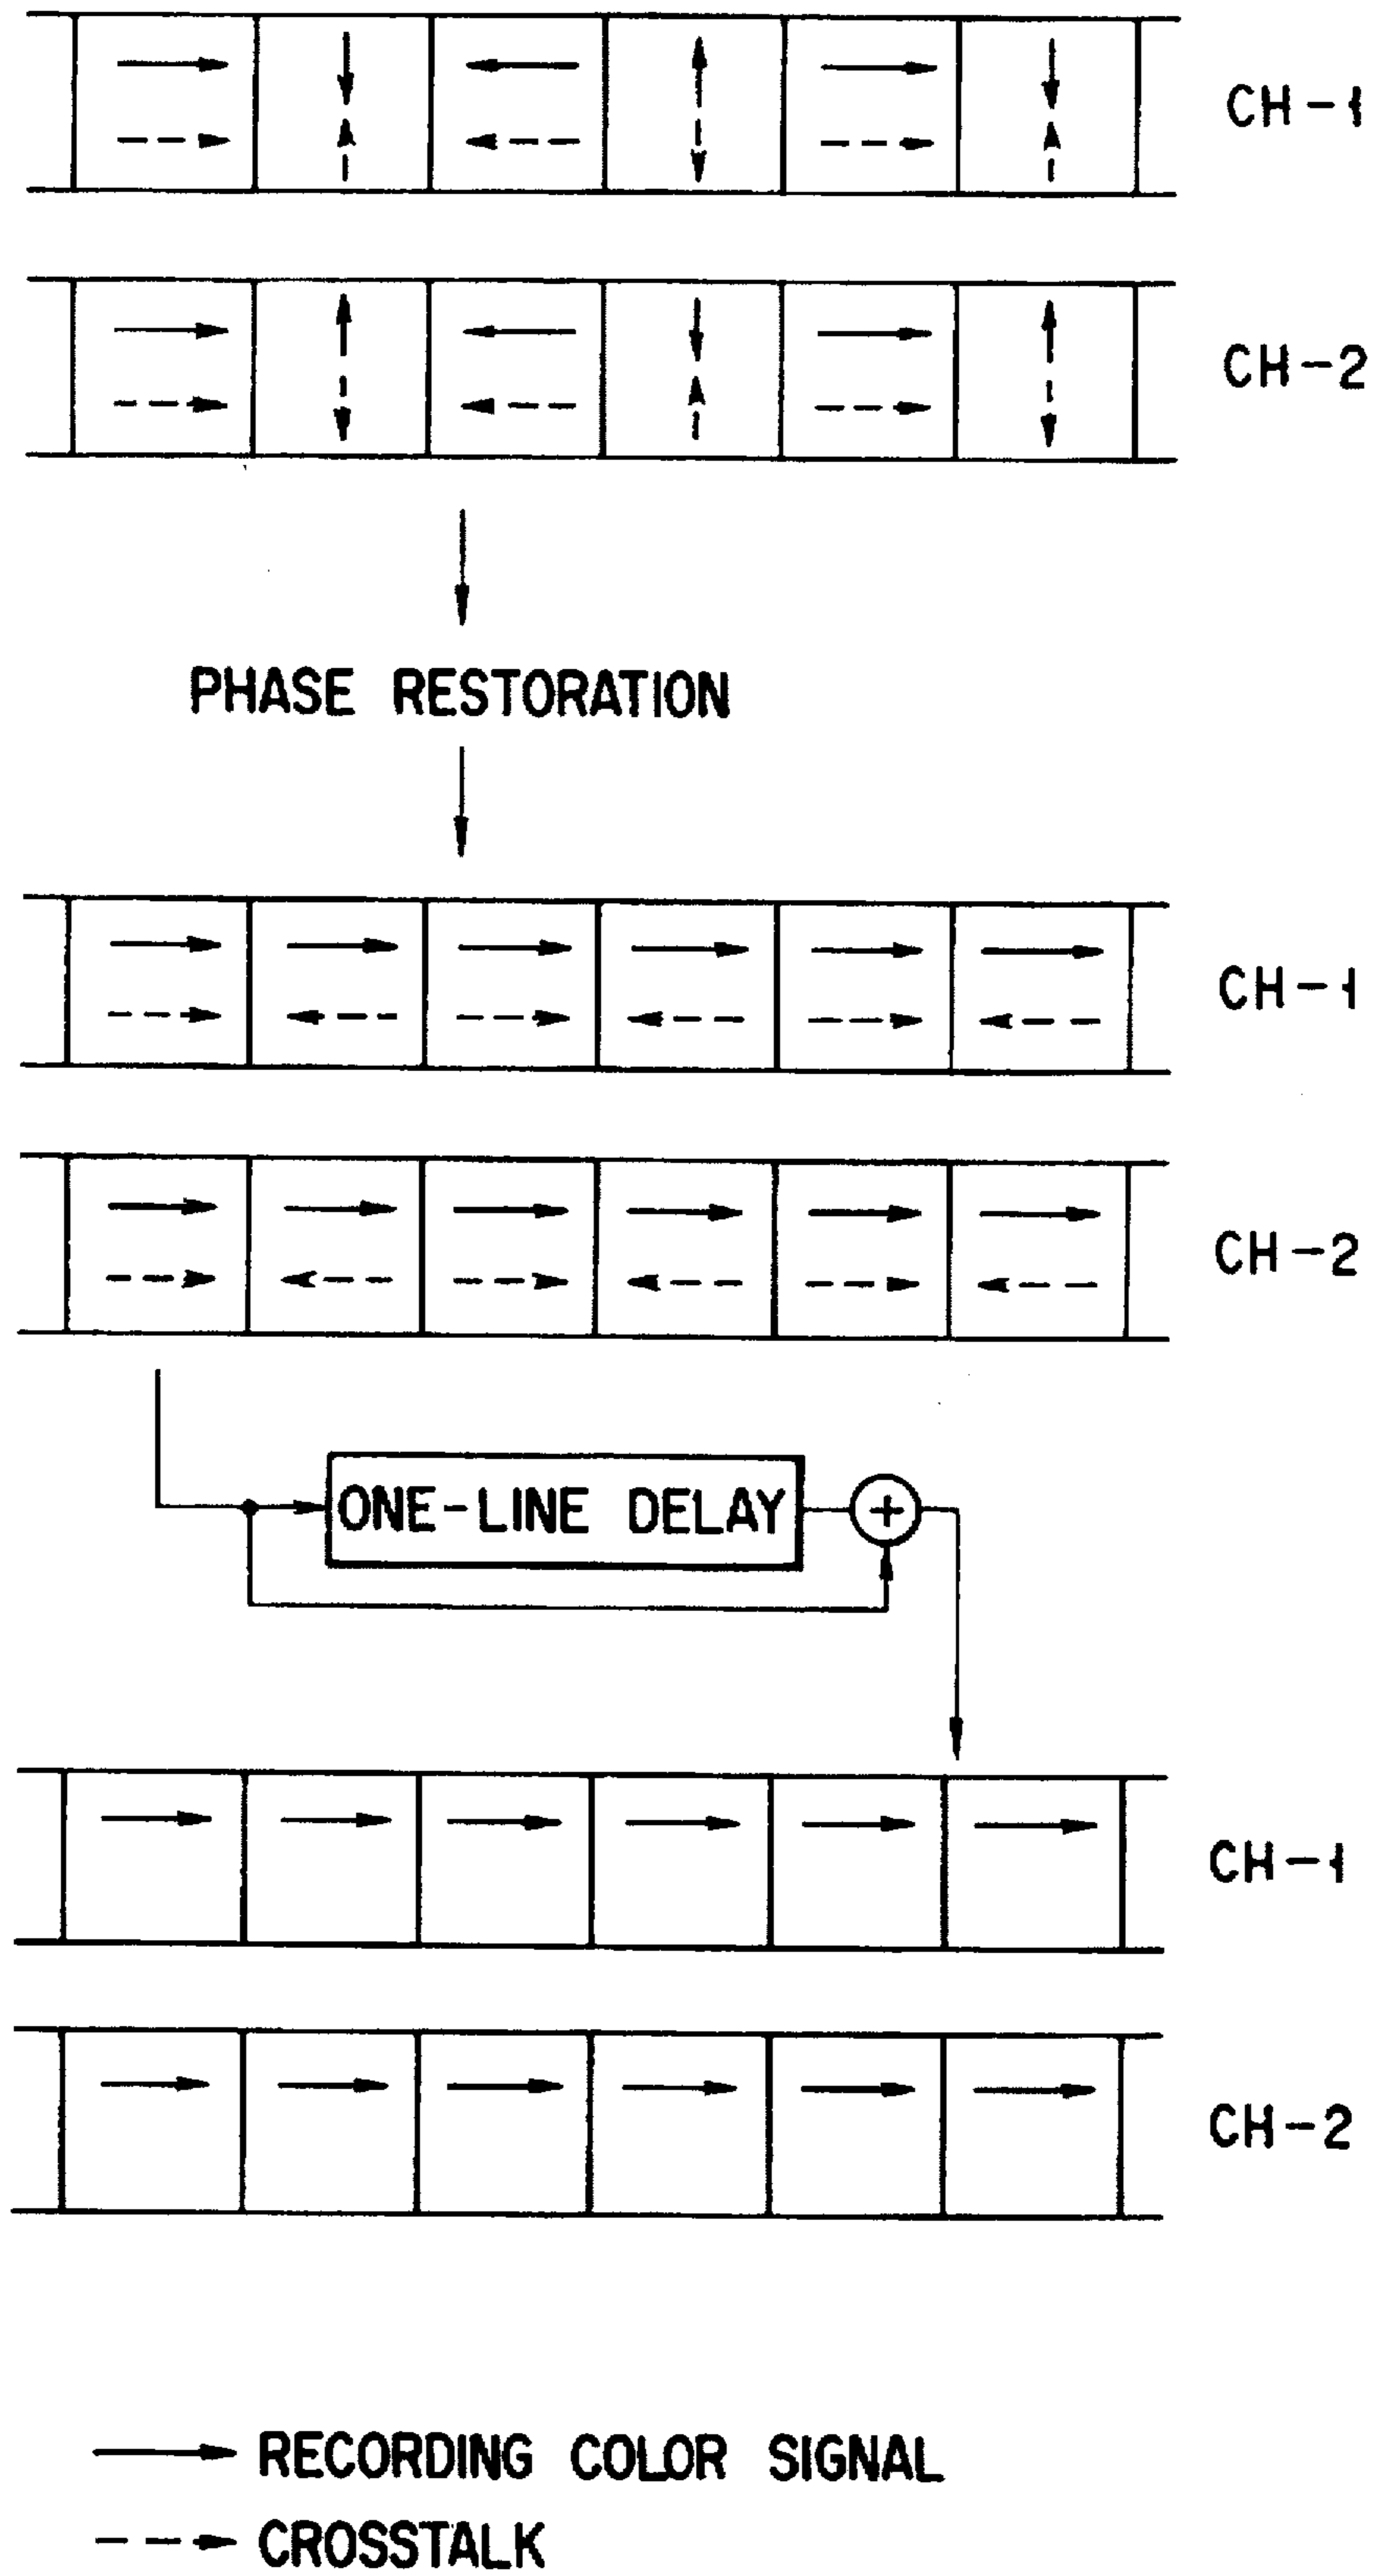 CH-1
CH-2
PHASE RESTORATION
CH-1
CH-2
ONE-LINE DELAY
+
CH-1
CH-2
RECORDING COLOR SIGNAL
CROSSTALK